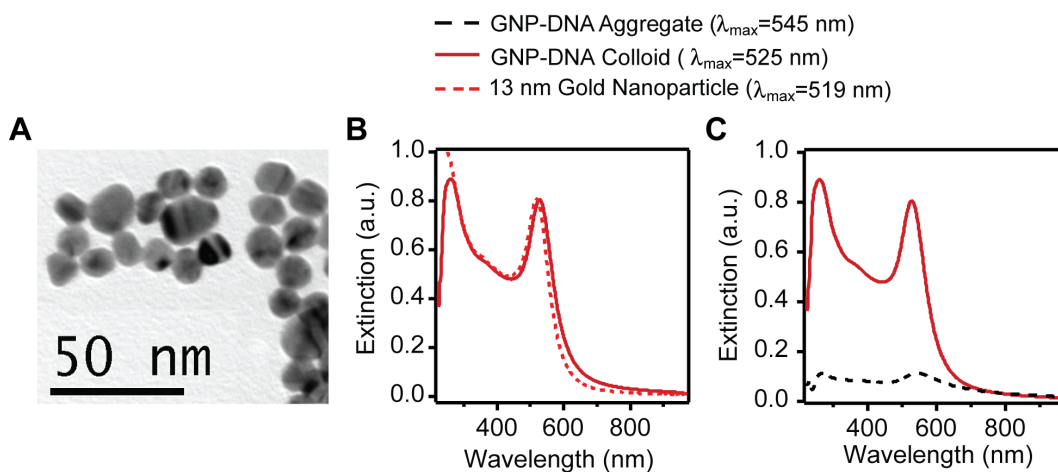 GNP-DNA Aggregate (λmax=545 nm)
GNP-DNA Colloid ( λmax=525 nm)
13 nm Gold Nanoparticle (λmax=519 nm)
A
B
C
50 nm
1.0
0.8
0.6
0.4
0.2
0.0
Extinction (a.u.)
400 600 800
Wavelength (nm)
1.0
0.8
0.6
0.4
0.2
0.0
Extinction (a.u.)
400 600 800
Wavelength (nm)